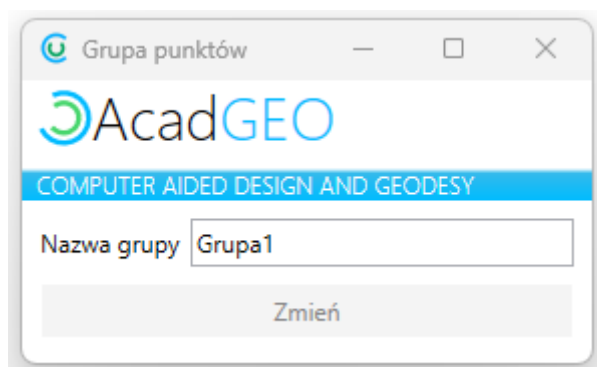 Grupa punktów
AcadGEO
COMPUTER AIDED DESIGN AND GEODESY
Nazwa grupy Grupa1
Zmień